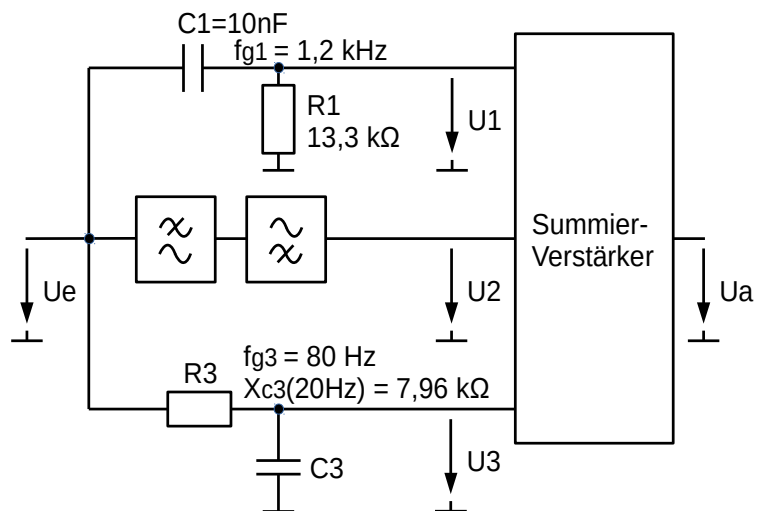 C1=10nF
fg1 = 1,2 kHz
R1
13,3 kΩ
U1
Summier-
Verstärker
Ue
U2
Ua
R3
fg3 = 80 Hz
Xc3(20Hz) = 7,96 kΩ
C3
U3